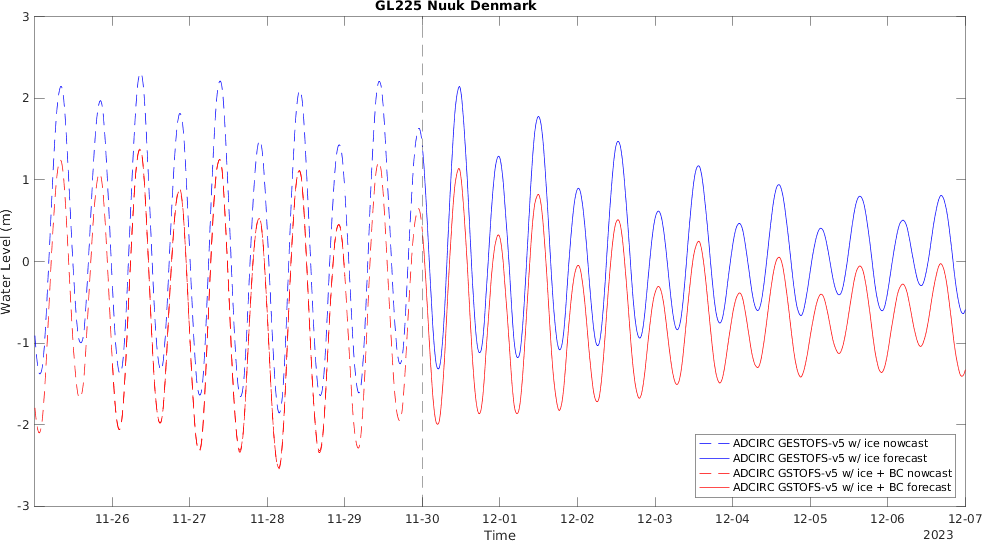 GL225 Nuuk Denmark
3
2
1
0
-1
-2
-3
Water Level (m)
ADCIRC GESTOFS-v5 w/ ice nowcast
ADCIRC GESTOFS-v5 w/ ice forecast
ADCIRC GSTOFS-v5 w/ ice + BC nowcast
ADCIRC GSTOFS-v5 w/ ice + BC forecast
11-26 11-27 11-28 11-29 11-30 12-01 12-02 12-03 12-04 12-05 12-06 12-07
Time
2023